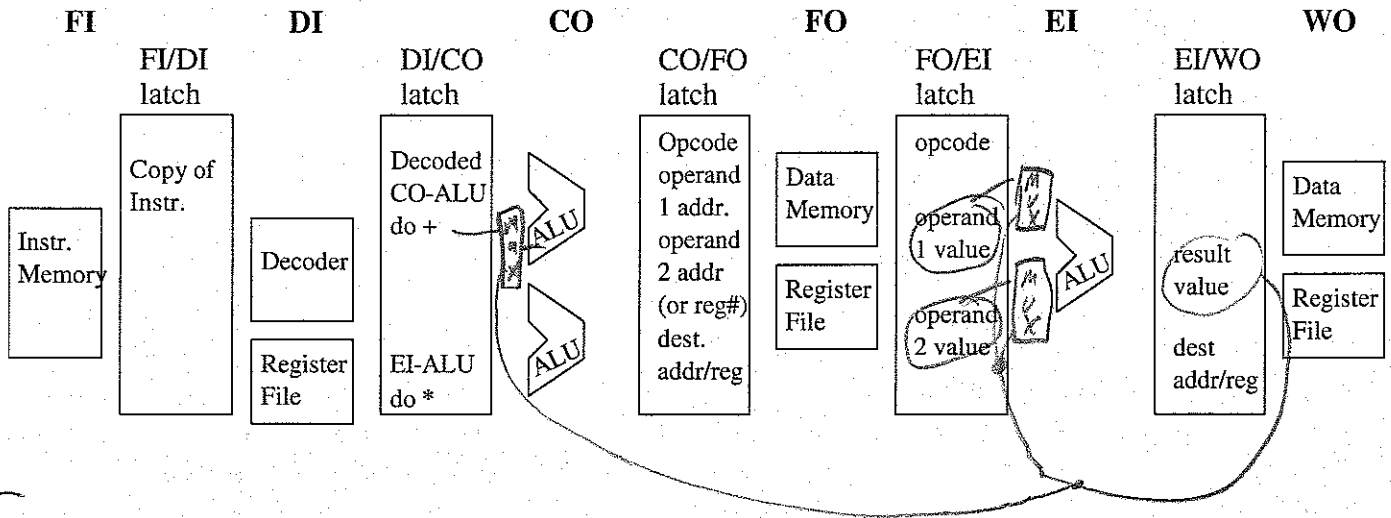 FI
DI
CO
FO
EI
WO
FI/DI
latch
DI/CO
latch
CO/FO
latch
FO/EI
latch
EI/WO
latch
Instr.
Memory
Copy of
Instr.
Decoder
Register
File
Decoded
CO-ALU
do +
EI-ALU
do *
M
U
X
ALU
ALU
Opcode
operand
1 addr.
operand
2 addr
(or reg#)
dest.
addr/reg
Data
Memory
Register
File
opcode
operand
1 value
operand
2 value
M
U
X
M
U
X
ALU
result
value
dest
addr/reg
Data
Memory
Register
File